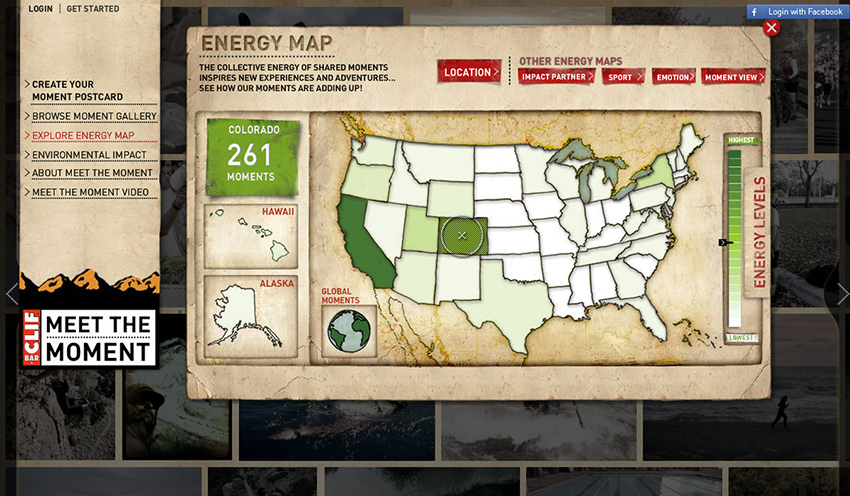 LOGIN
GET STARTED
Login with Facebook
CREATE YOUR
MOMENT POSTCARD
BROWSE MOMENT GALLERY
EXPLORE ENERGY MAP
ENVIRONMENTAL IMPACT
ABOUT MEET THE MOMENT
MEET THE MOMENT VIDEO
CLIF
BAR
MEET THE
MOMENT
ENERGY MAP
THE COLLECTIVE ENERGY OF SHARED MOMENTS
INSPIRES NEW EXPERIENCES AND ADVENTURES...
SEE HOW OUR MOMENTS ARE ADDING UP!
LOCATION
OTHER ENERGY MAPS
IMPACT PARTNER
SPORT
EMOTION
MOMENT VIEW
COLORADO
261
MOMENTS
HAWAII
ALASKA
GLOBAL
MOMENTS
HIGHEST
ENERGY LEVELS
LOWEST